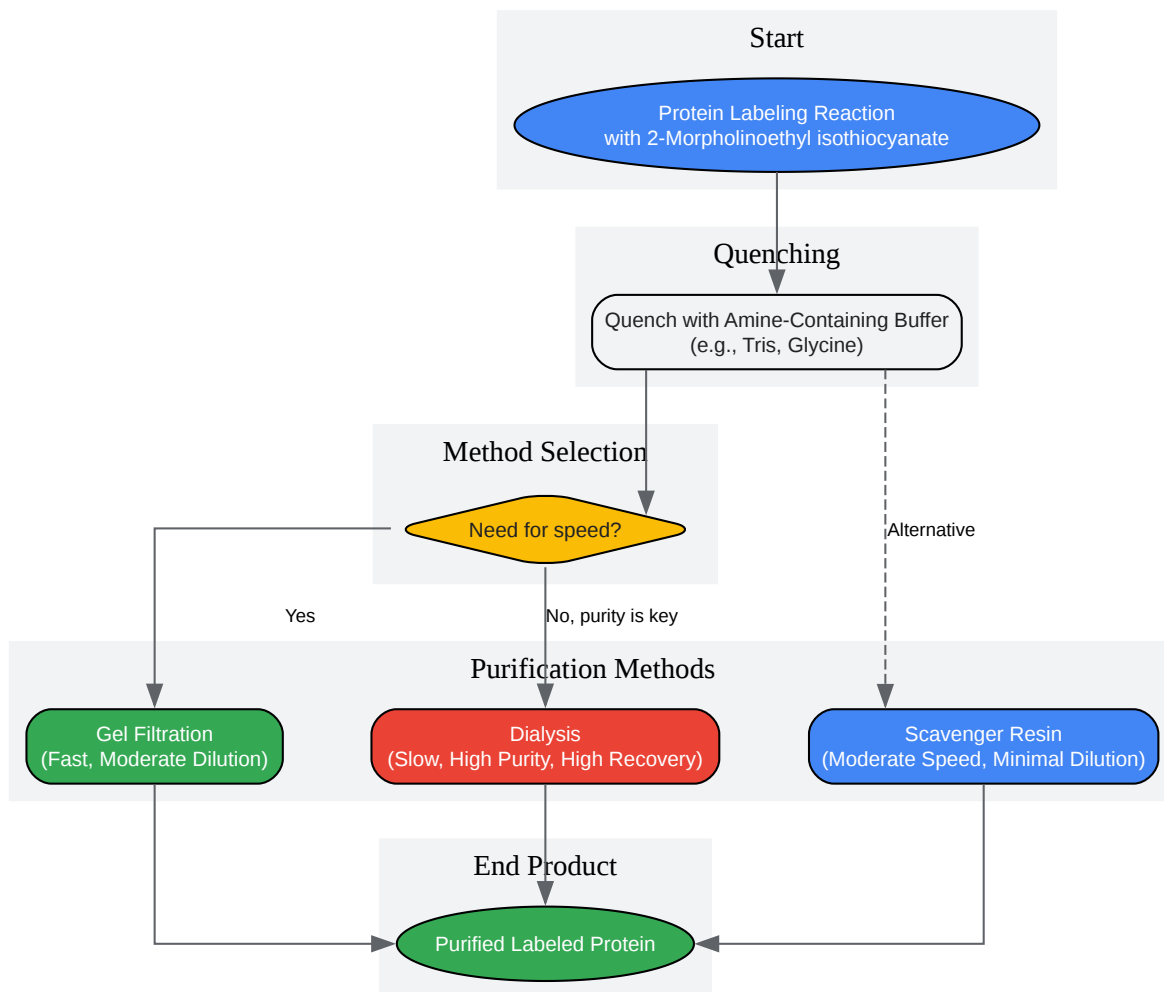 Start
Protein Labeling Reaction
with 2-Morpholinoethyl isothiocyanate
Quenching
Quench with Amine-Containing Buffer
(e.g., Tris, Glycine)
Method Selection
Need for speed?
Alternative
Yes
No, purity is key
Purification Methods
Gel Filtration
(Fast, Moderate Dilution)
Dialysis
(Slow, High Purity, High Recovery)
Scavenger Resin
(Moderate Speed, Minimal Dilution)
End Product
Purified Labeled Protein